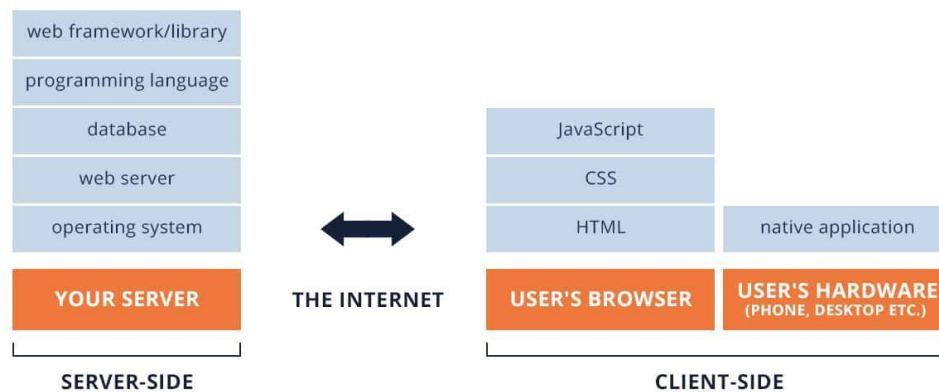 web framework/library
programming language
database
web server
operating system
YOUR SERVER
SERVER-SIDE
THE INTERNET
JavaScript
CSS
HTML
USER'S BROWSER
native application
USER'S HARDWARE
(PHONE, DESKTOP ETC.)
CLIENT-SIDE